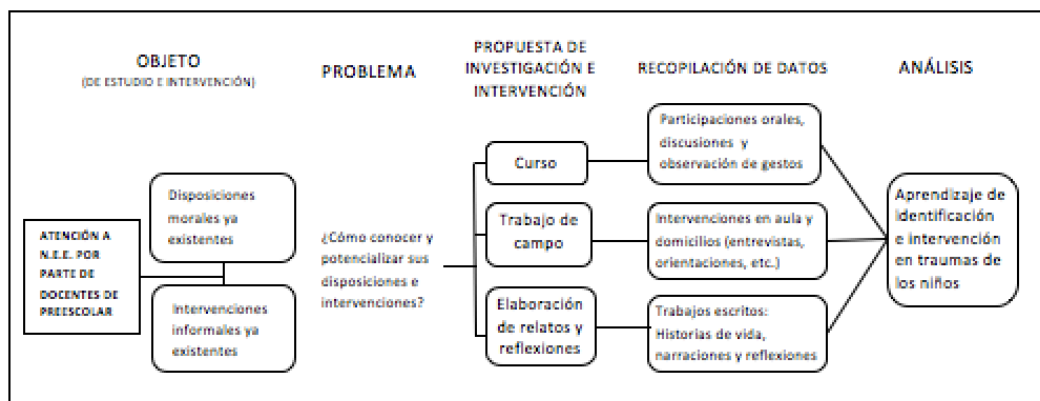 OBJETO
(DE ESTUDIO E INTERVENCIÓN)
PROBLEMA
PROPUESTA DE
INVESTIGACIÓN E
INTERVENCIÓN
RECOPILACIÓN DE DATOS
ANÁLISIS
ATENCIÓN A
N.E.E. POR
PARTE DE
DOCENTES DE
PREESCOLAR
Disposiciones
morales ya
existentes
Intervenciones
informales ya
existentes
¿Cómo conocer y
potencializar sus
disposiciones e
intervenciones?
Curso
Trabajo de
campo
Elaboración
de relatos y
reflexiones
Participaciones orales,
discusiones y
observación de gestos
Intervenciones en aula y
domicilios (entrevistas,
orientaciones, etc.)
Trabajos escritos:
Historias de vida,
narraciones y reflexiones
Aprendizaje de
identificación
e intervención
en traumas de
los niños